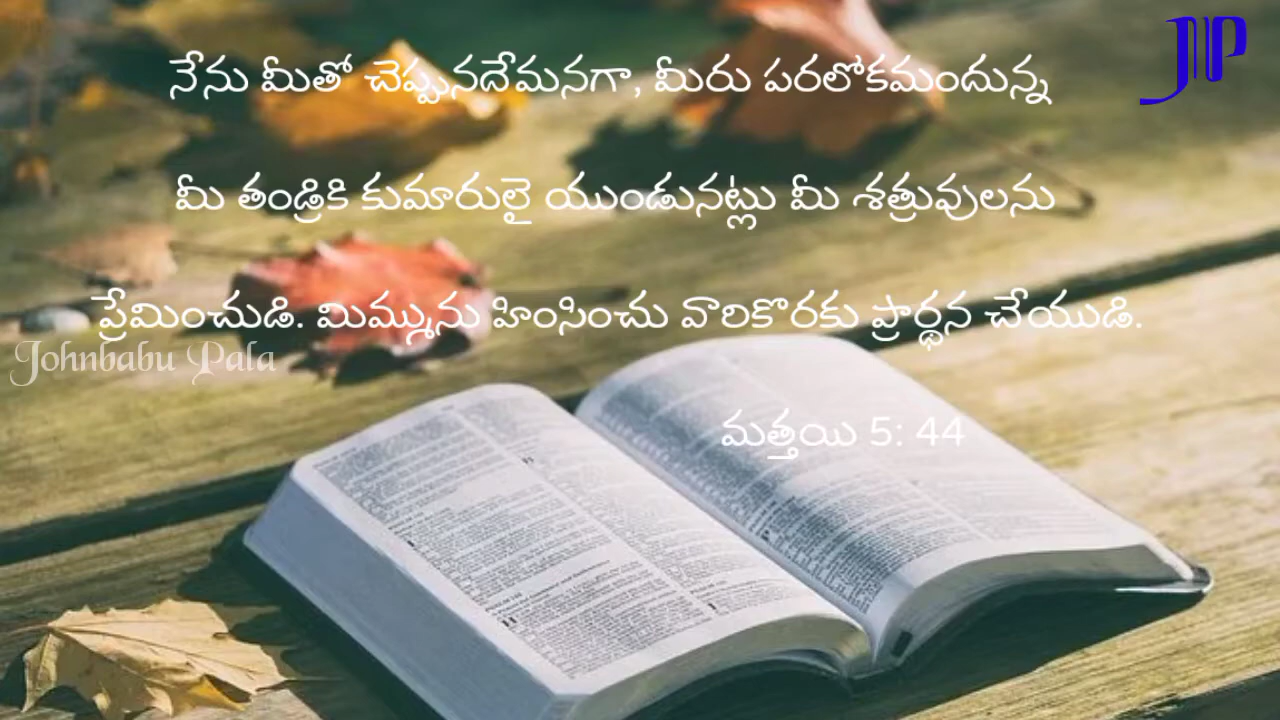 JP
నేను మీతో చెప్పునదేమనగా, మీరు పరలోకమందున్న
మీ తండ్రికి కుమారులై యుండునట్లు మీ శత్రువులను
ప్రేమించుడి. మిమ్మును హింసించు వారికొరకు ప్రార్థన చేయుడి.
Johnbabu Pala
మత్తయి 5: 44